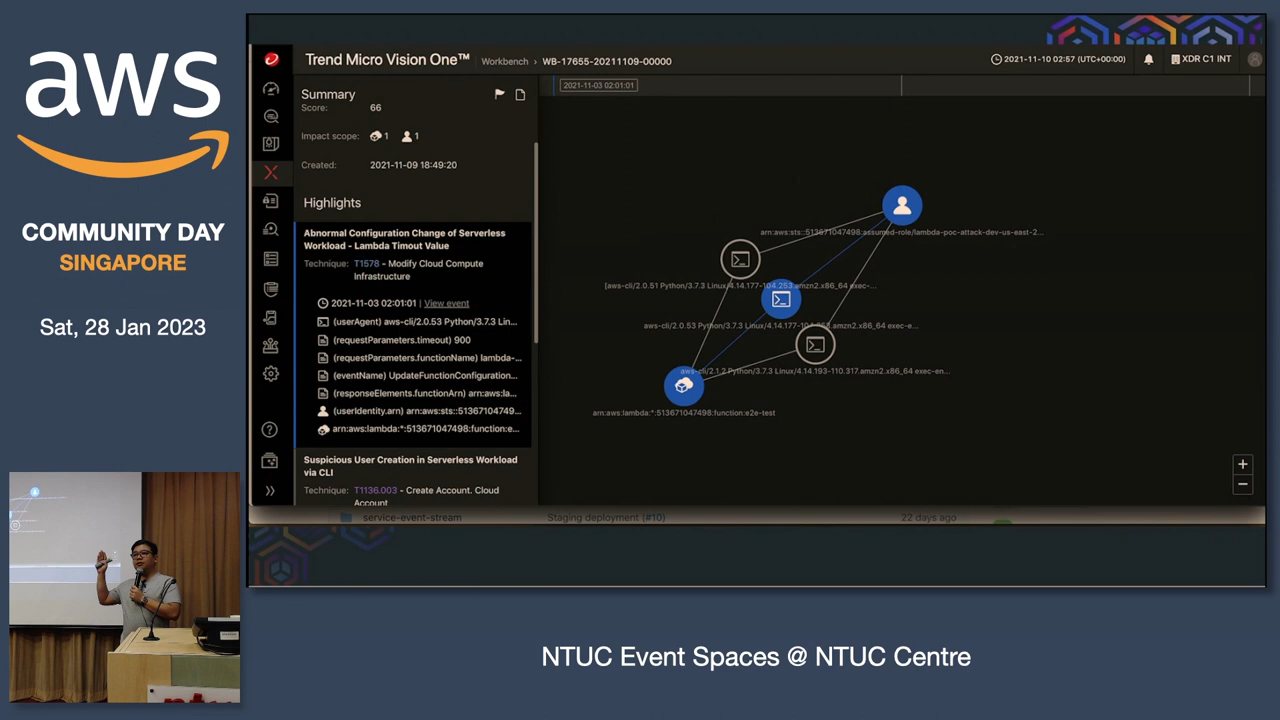 aws
COMMUNITY DAY
SINGAPORE
Sat, 28 Jan 2023
Trend Micro Vision One™
Workbench › WB-17655-20211109-00000
2021-11-10 02:57 (UTC+00:00)
XDR C1 INT
Summary
Score: 66
Impact scope: 1 1
Created: 2021-11-09 18:49:20
Highlights
Abnormal Configuration Change of Serverless
Workload - Lambda Timout Value
Technique: T1578 - Modify Cloud Compute
Infrastructure
2021-11-03 02:01:01 | View event
(userAgent) aws-cli/2.0.53 Python/3.7.3 Lin...
(requestParameters.timeout) 900
(requestParameters.functionName) lambda-...
(eventName) UpdateFunctionConfiguration...
(responseElements.functionArn) arn:aws:la...
(userIdentity.arn) arn:aws:sts::5136710474 9...
arn:aws:lambda:*:513671047498:function:e...
Suspicious User Creation in Serverless Workload
via CLI
Technique: T1136.003 - Create Account. Cloud
Account
2021-11-03 02:01:01
arn:aws:sts::513671047498:assumed-role/lambda-poc-attack-dev-us-east-2...
[aws-cli/2.0.51 Python/3.7.3 Linux/4.14.177-104.253.amzn2.x86_64 exec-...
aws-cli/2.0.53 Python/3.7.3 Linux/4.14.177-104.253.amzn2.x86_64 exec-e...
aws-cli/2.1.2 Python/3.7.3 Linux/4.14.193-110.317.amzn2.x86_64 exec-en...
arn:aws:lambda:*:513671047498:function:e2e-test
+
−
service-event-stream
Staging deployment (#10)
22 days ago
NTUC Event Spaces @ NTUC Centre